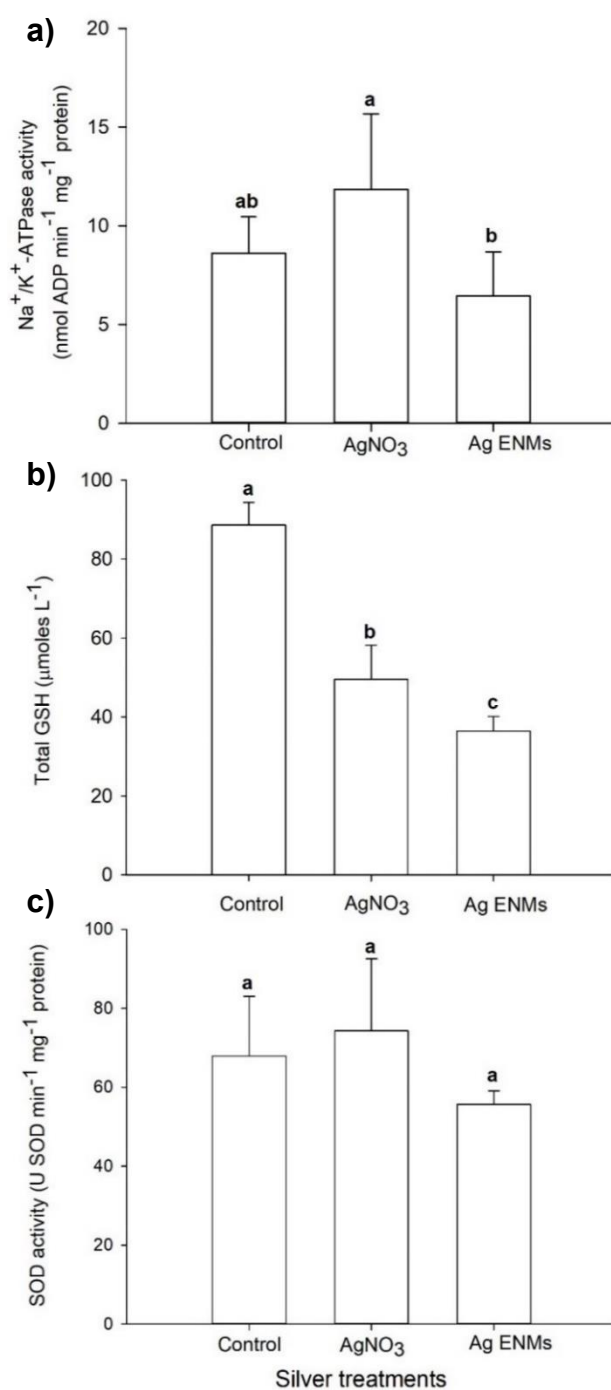 a)
Na⁺/K⁺-ATPase activity
(nmol ADP min⁻¹ mg⁻¹ protein)
20
15
10
5
0
ab
a
b
Control
AgNO₃
Ag ENMs
b)
Total GSH (μmoles L⁻¹)
100
80
60
40
20
0
a
b
c
Control
AgNO₃
Ag ENMs
c)
SOD activity (U SOD min⁻¹ mg⁻¹ protein)
100
80
60
40
20
0
a
a
a
Control
AgNO₃
Ag ENMs
Silver treatments